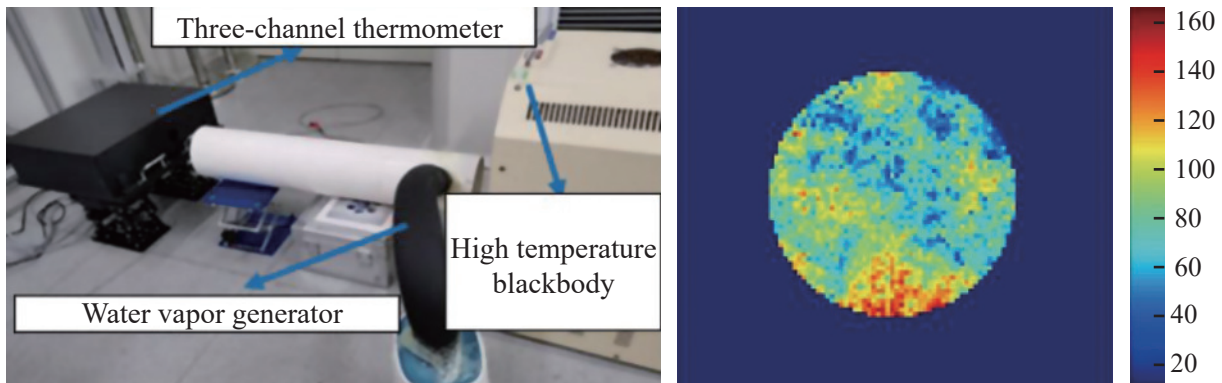 Three-channel thermometer
High temperature
blackbody
Water vapor generator
160
140
120
100
80
60
40
20